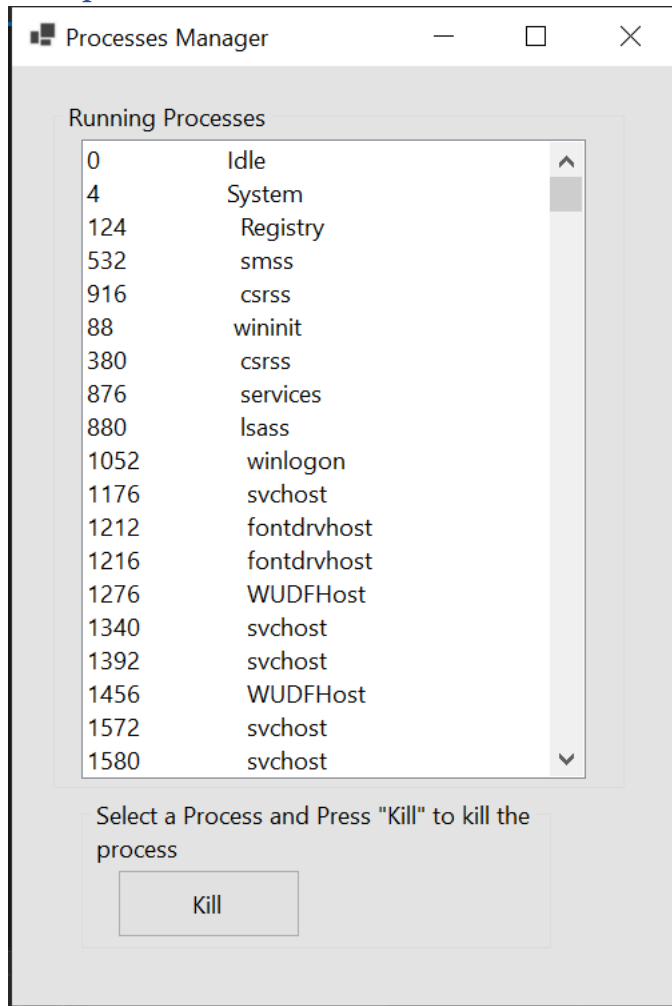 Processes Manager
Running Processes
0 Idle
4 System
124 Registry
532 smss
916 csrss
88 wininit
380 csrss
876 services
880 lsass
1052 winlogon
1176 svchost
1212 fontdrvhost
1216 fontdrvhost
1276 WUDFHost
1340 svchost
1392 svchost
1456 WUDFHost
1572 svchost
1580 svchost
Select a Process and Press "Kill" to kill the
process
Kill